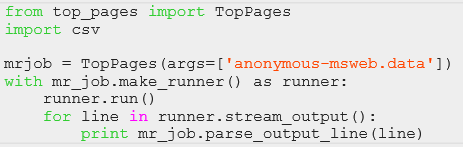 from top_pages import TopPages
import csv

mrjob = TopPages(args=['anonymous-msweb.data'])
with mr_job.make_runner() as runner:
    runner.run()
    for line in runner.stream_output():
        print mr_job.parse_output_line(line)